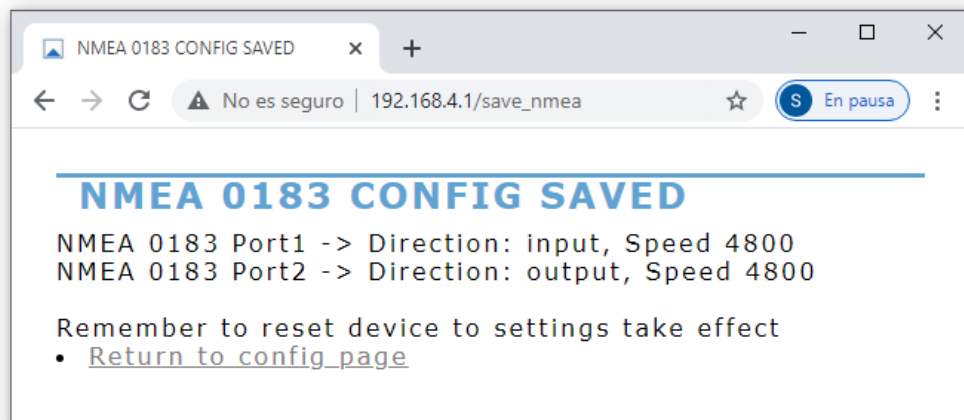 NMEA 0183 CONFIG SAVED
No es seguro
192.168.4.1/save_nmea
S
En pausa
NMEA 0183 CONFIG SAVED
NMEA 0183 Port1 -> Direction: input, Speed 4800
NMEA 0183 Port2 -> Direction: output, Speed 4800
Remember to reset device to settings take effect
Return to config page